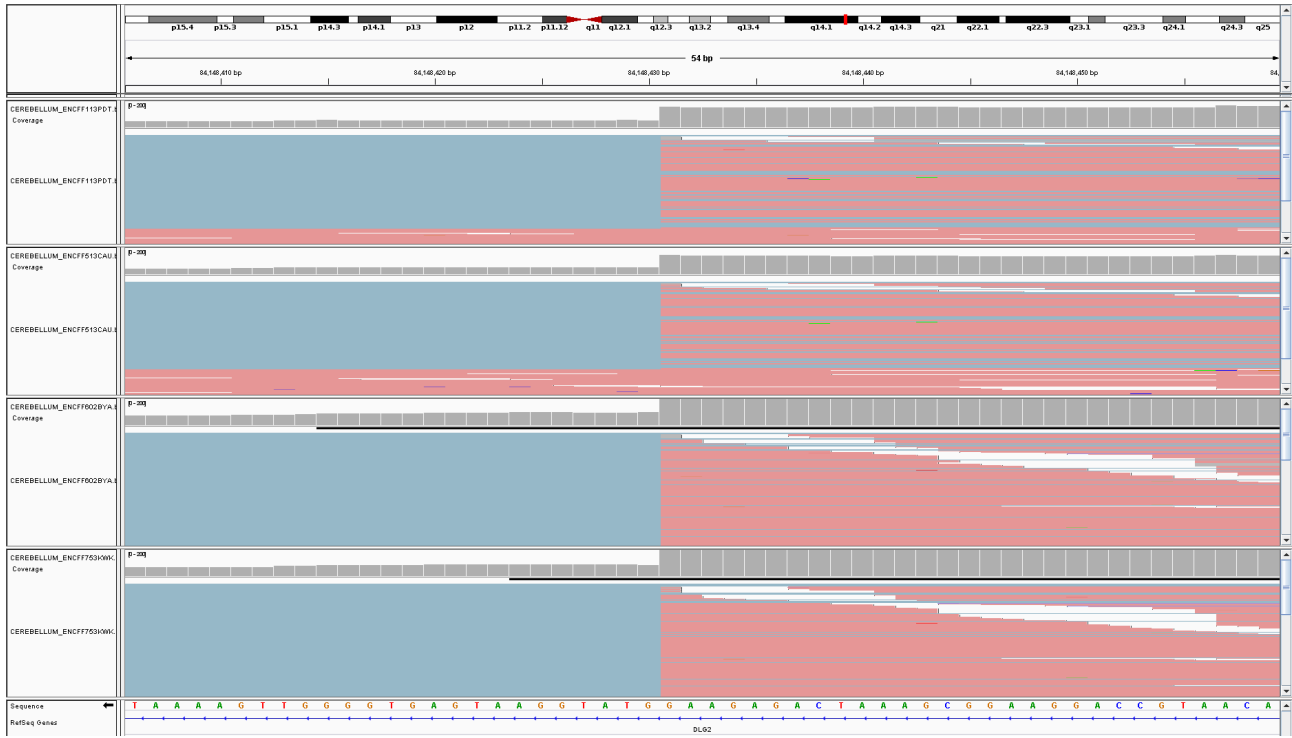 p15.4 p15.3 p15.1 p14.3 p14.1 p13 p12 p11.2 p11.12 q11 q12.1 q12.3 q13.2 q13.4 q14.1 q14.2 q14.3 q21 q22.1 q22.3 q23.1 q23.3 q24.1 q24.3 q25
54 bp
84,148,410 bp 84,148,420 bp 84,148,430 bp 84,148,440 bp 84,148,450 bp 84,
CEREBELLUM_ENCFF113PDT.
[0 - 200]
Coverage
CEREBELLUM_ENCFF113PDT.
CEREBELLUM_ENCFF513CAU.
[0 - 200]
Coverage
CEREBELLUM_ENCFF513CAU.
CEREBELLUM_ENCFF602BYA.
[0 - 200]
Coverage
CEREBELLUM_ENCFF602BYA.
CEREBELLUM_ENCFF753KWK.
[0 - 200]
Coverage
CEREBELLUM_ENCFF753KWK.
Sequence T A A A A G T T G G G G T G A G T A A G G T A T G G A A G A G A C T A A A G C G G A A G G A C C G T A A C A
RefSeq Genes
DLG2